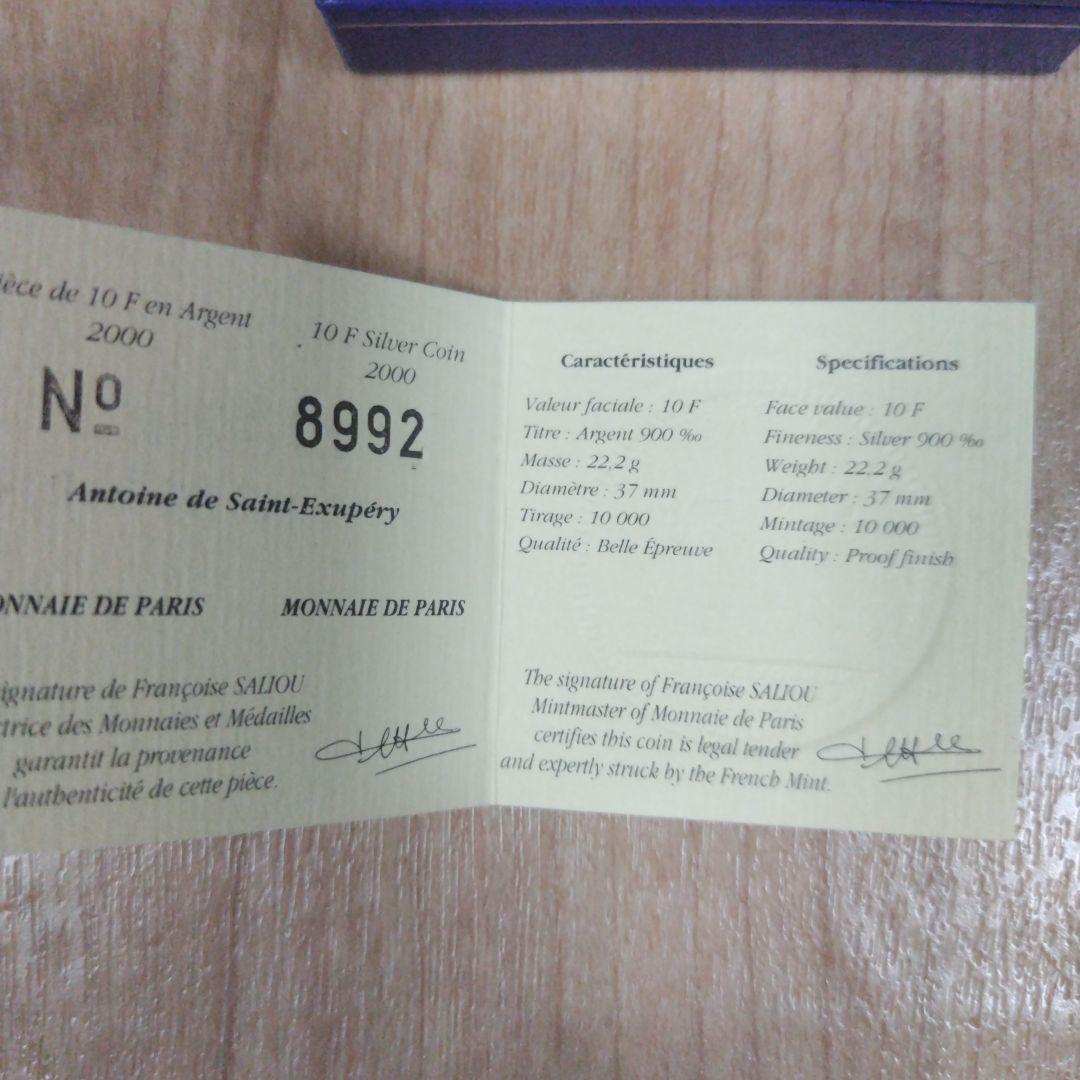 ièce de 10 F en Argent
2000
10 F Silver Coin
2000
Nº 8992
Antoine de Saint-Exupéry
ONNAIE DE PARIS
MONNAIE DE PARIS
ignature de Françoise SALIOU
ctrice des Monnaies et Médailles
garantit la provenance
l'authenticité de cette pièce.
Caractéristiques
Valeur faciale : 10 F
Titre : Argent 900 ‰
Masse : 22,2 g
Diamètre : 37 mm
Tirage : 10 000
Qualité : Belle Épreuve
Specifications
Face value : 10 F
Fineness : Silver 900 ‰
Weight : 22,2 g
Diameter : 37 mm
Mintage : 10 000
Quality : Proof finish
The signature of Françoise SALIOU
Mintmaster of Monnaie de Paris
certifies this coin is legal tender
and expertly struck by the French Mint.